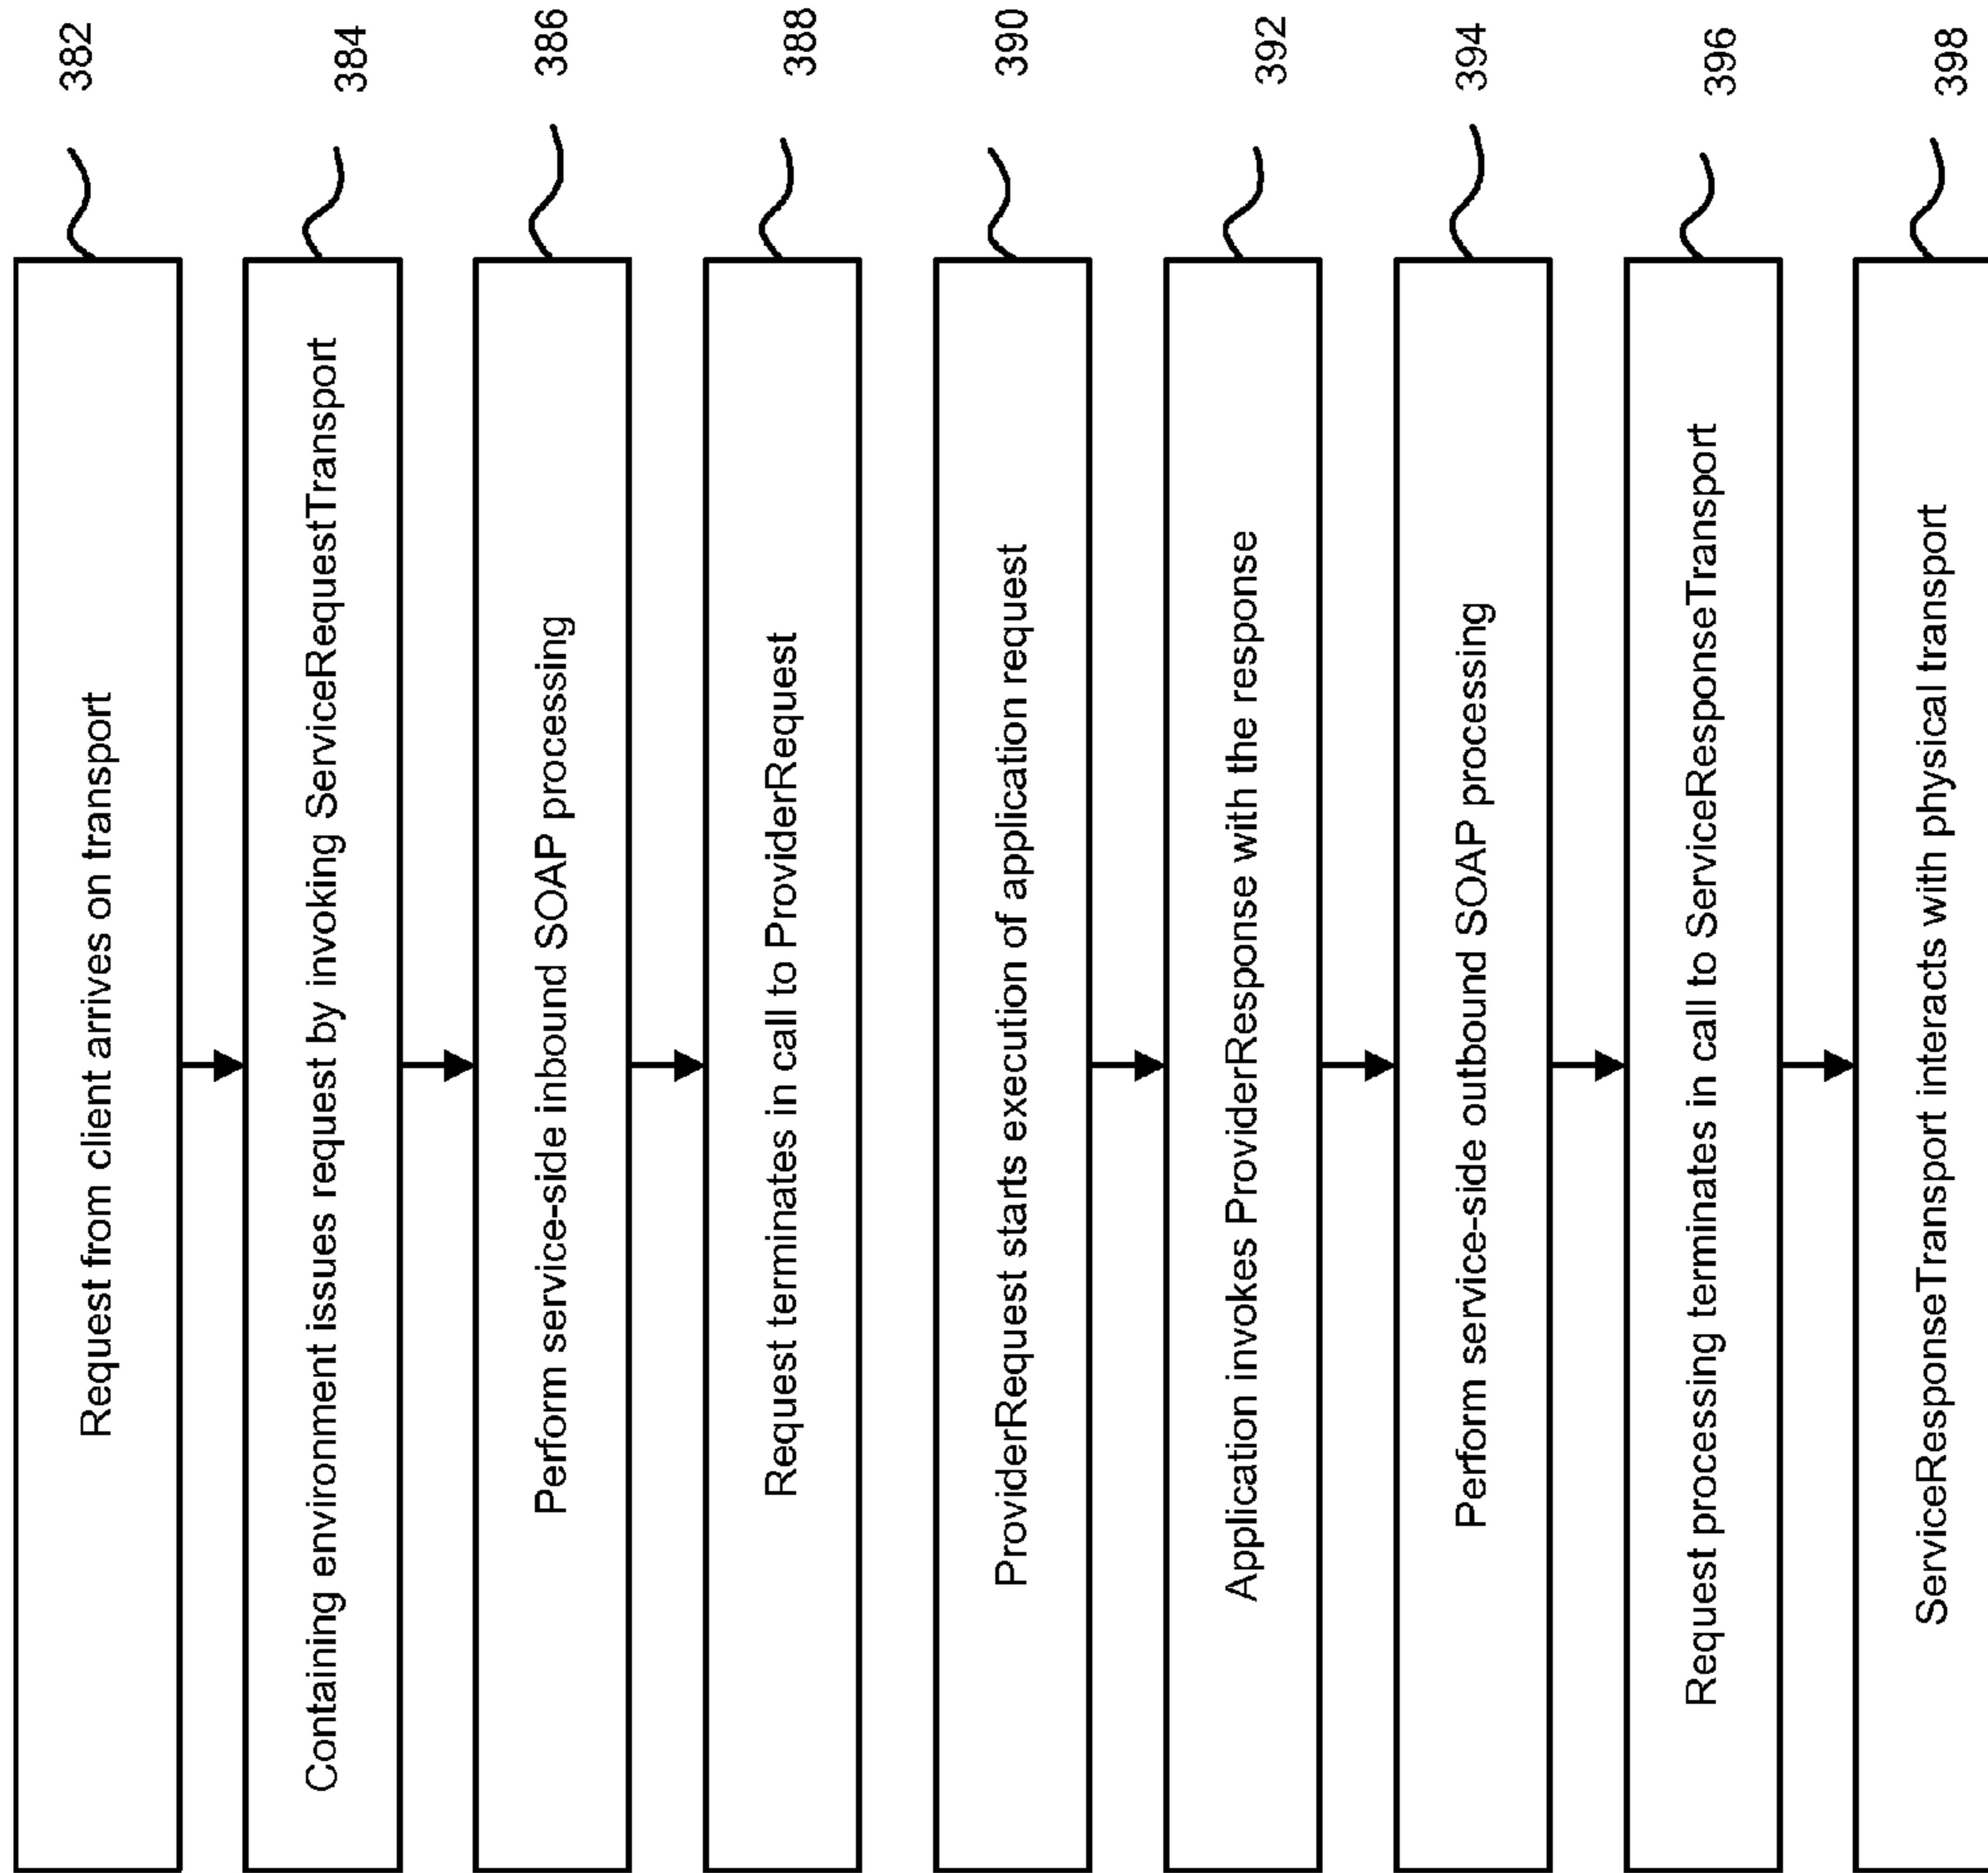 Request from client arrives on transport
382
Containing environment issues request by invoking ServiceRequestTransport
384
Perform service-side inbound SOAP processing
386
Request terminates in call to ProviderRequest
388
ProviderRequest starts execution of application request
390
Application invokes ProviderResponse with the response
392
Perform service-side outbound SOAP processing
394
Request processing terminates in call to ServiceResponseTransport
396
ServiceResponseTransport interacts with physical transport
398